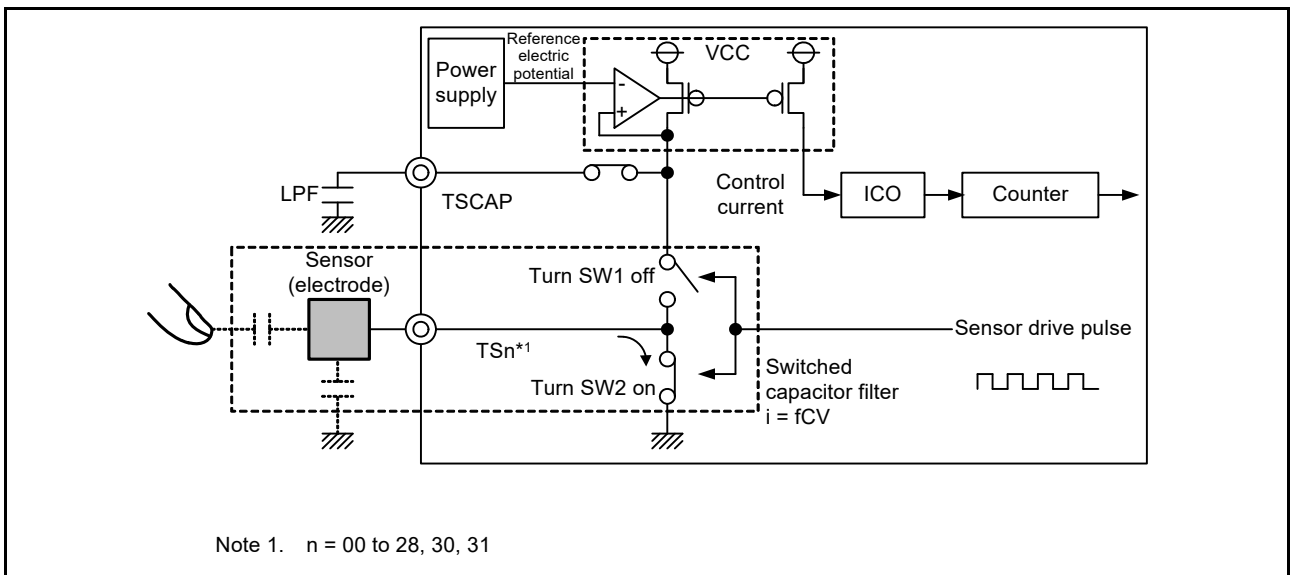 Power
supply
Reference
electric
potential
VCC
-
+
LPF
TSCAP
Control
current
ICO
Counter
Sensor
(electrode)
Turn SW1 off
TSn*1
Turn SW2 on
Sensor drive pulse
Switched
capacitor filter
i = fCV
Note 1. n = 00 to 28, 30, 31